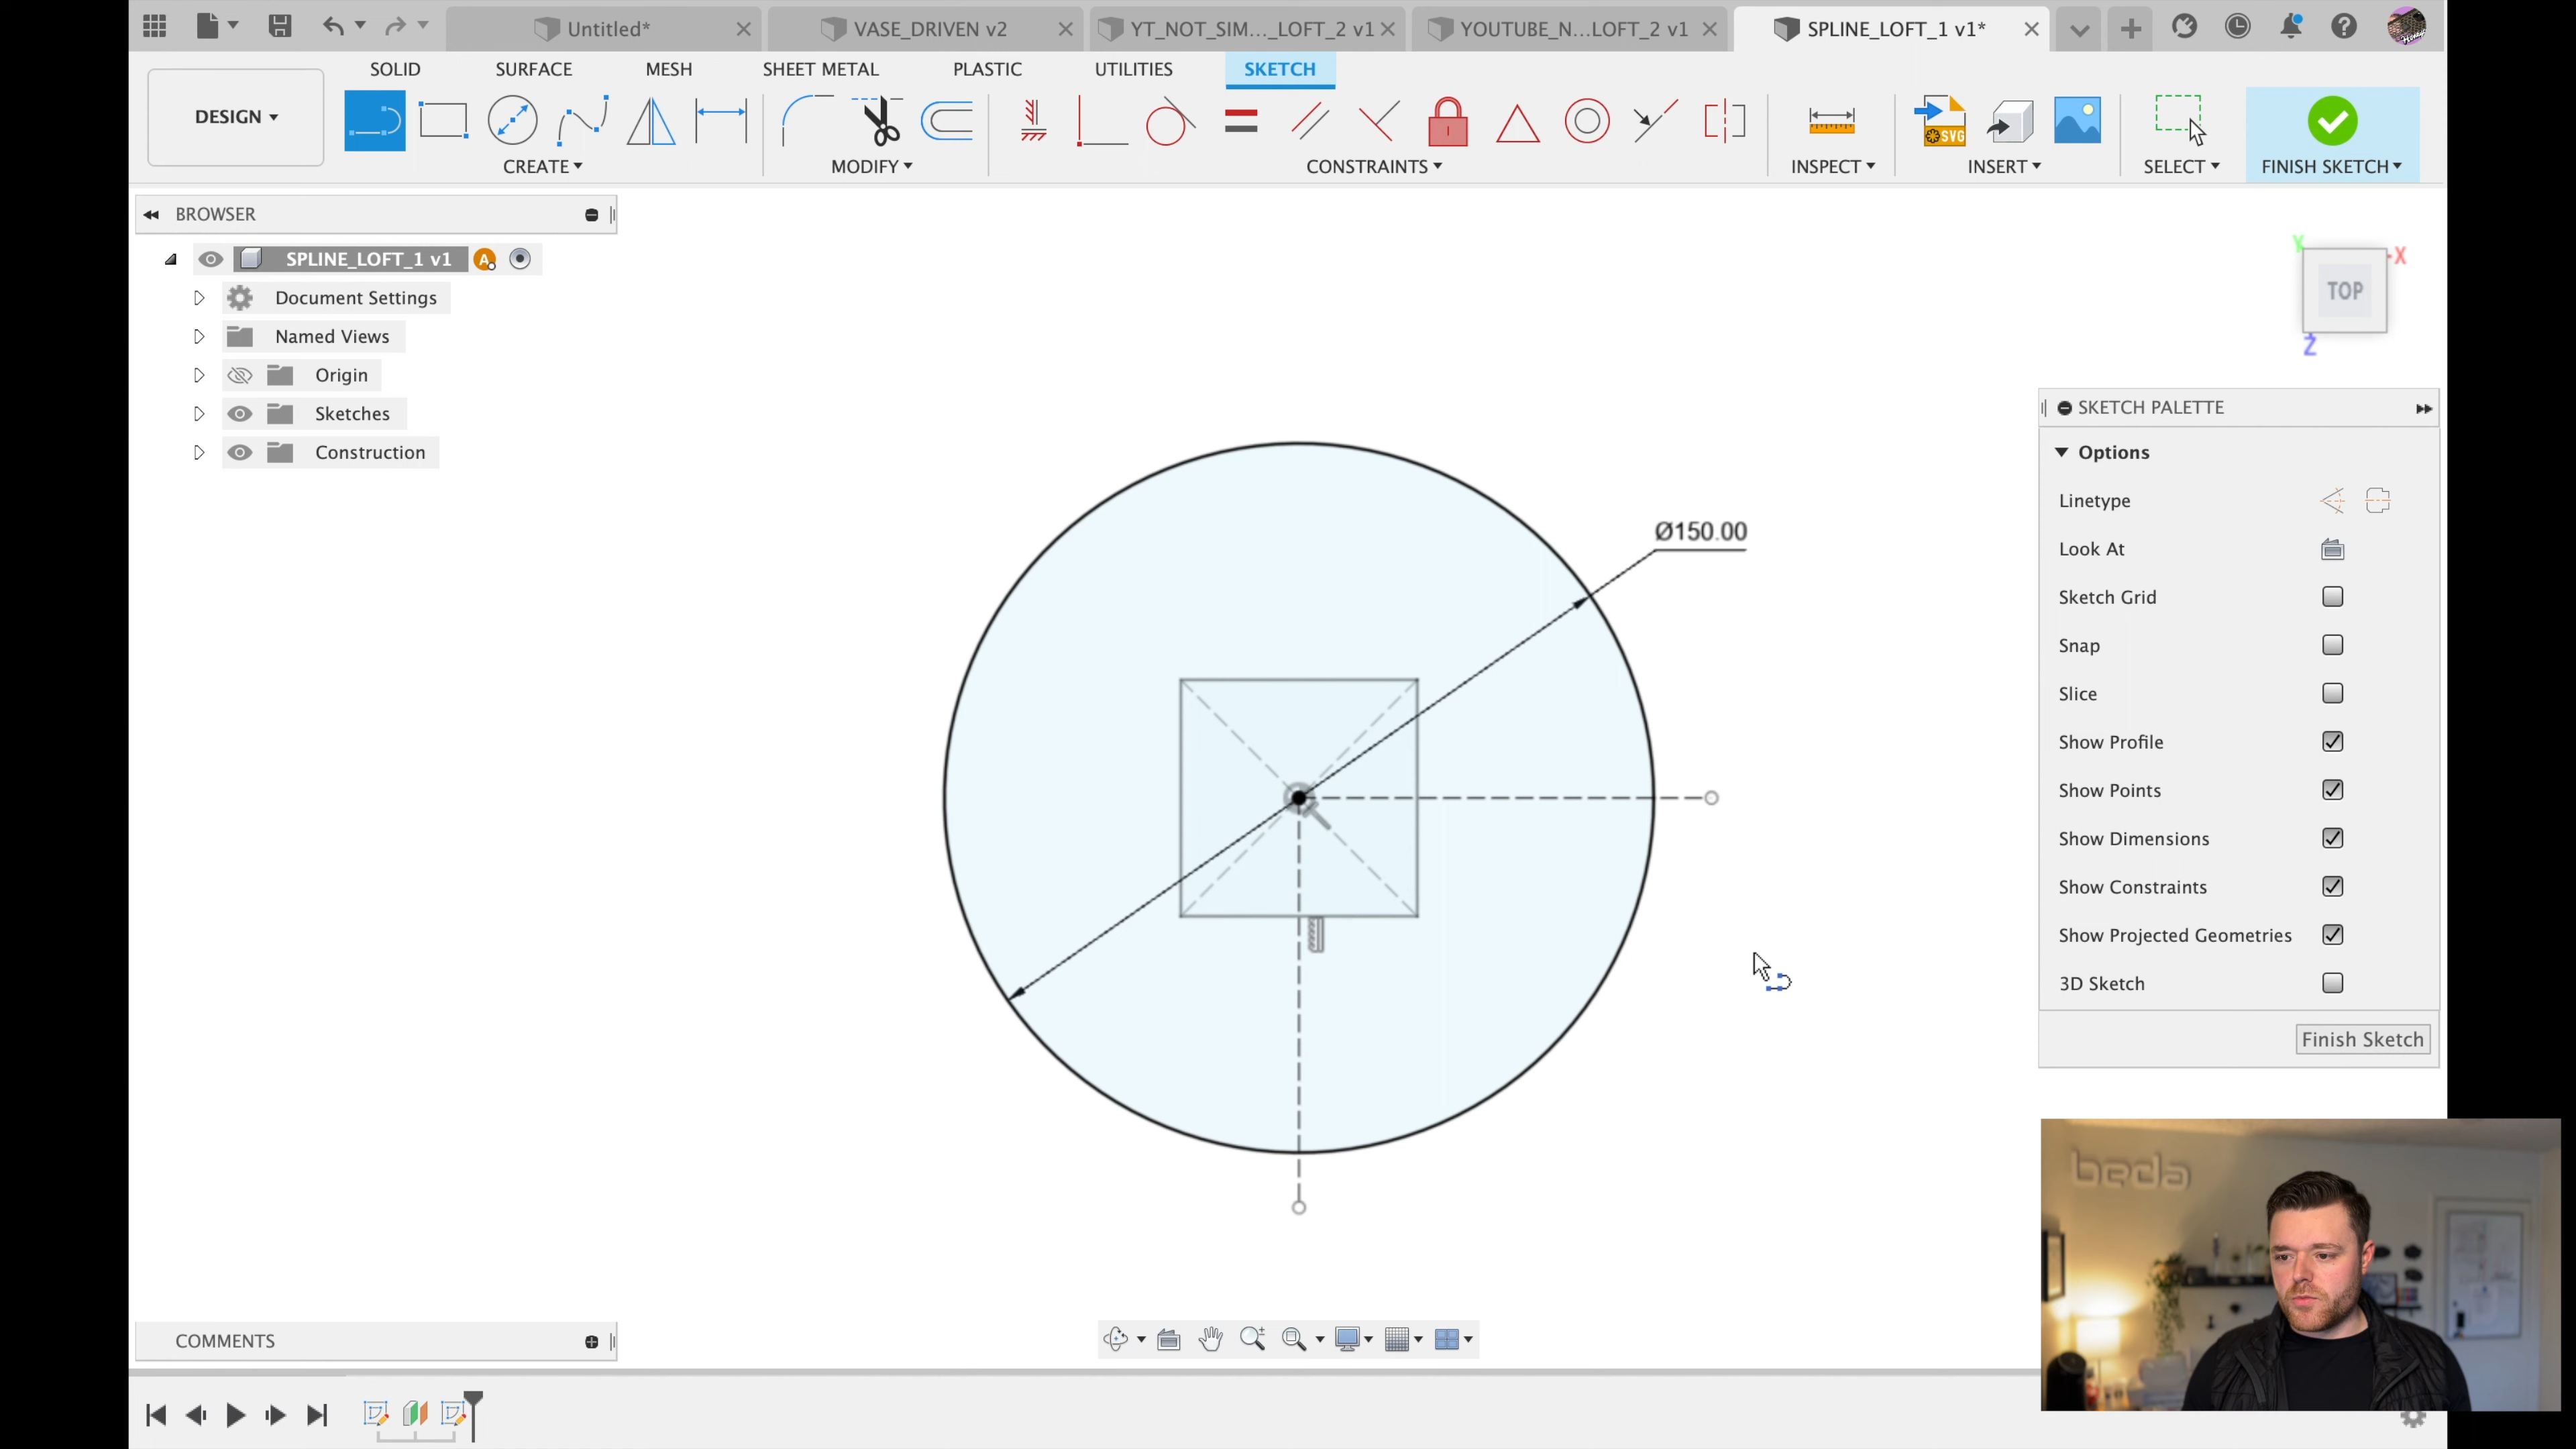 Untitled*
VASE_DRIVEN v2
YT_NOT_SIM..._LOFT_2 v1
YOUTUBE_N...LOFT_2 v1
SPLINE_LOFT_1 v1*
SOLID
SURFACE
MESH
SHEET METAL
PLASTIC
UTILITIES
SKETCH
DESIGN
SVG
CREATE
MODIFY
CONSTRAINTS
INSPECT
INSERT
SELECT
FINISH SKETCH
BROWSER
SPLINE_LOFT_1 v1
A
Document Settings
Named Views
Origin
Sketches
Construction
Y
X
TOP
Z
Ø150.00
SKETCH PALETTE
Options
Linetype
Look At
Sketch Grid
Snap
Slice
Show Profile
Show Points
Show Dimensions
Show Constraints
Show Projected Geometries
3D Sketch
Finish Sketch
beda
COMMENTS